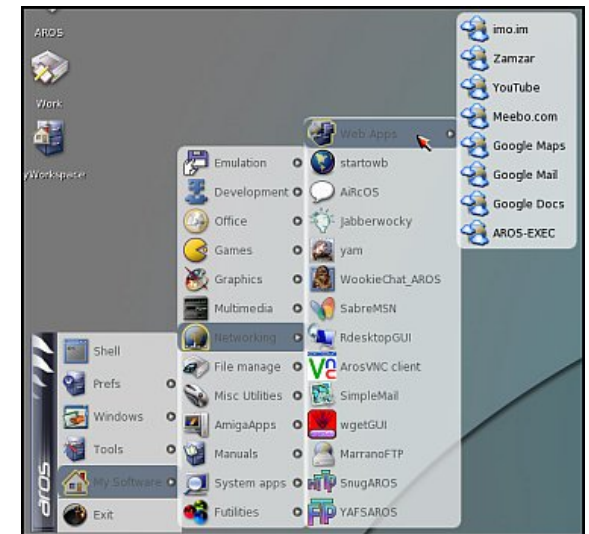 AROS
Work
yWorkspace
Shell
Prefs
Windows
Tools
My Software
Exit
aros
Emulation
Development
Office
Games
Graphics
Multimedia
Networking
File manage
Misc Utilities
AmigaApps
Manuals
System apps
Futilities
Web Apps
startowb
AiRcOS
Jabberwocky
yam
WookieChat_AROS
SabreMSN
RdesktopGUI
ArosVNC client
SimpleMail
wgetGUI
MarranoFTP
SnugAROS
YAFSAROS
imo.im
Zamzar
YouTube
Meebo.com
Google Maps
Google Mail
Google Docs
AROS-EXEC